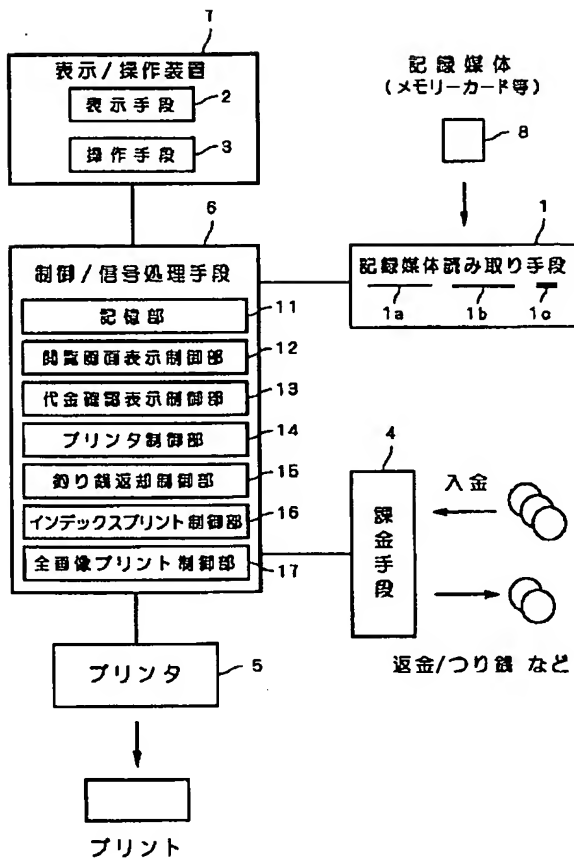 7
表示/操作装置
表示手段 2
操作手段 3
記録媒体
(メモリーカード等)
8
6
制御/信号処理手段
記憶部 11
閲覧画面表示制御部 12
代金確認表示制御部 13
プリンタ制御部 14
釣り銭返却制御部 15
インデックスプリント制御部 16
全画像プリント制御部 17
1
記録媒体読み取り手段
1a 1b 1c
4
課金手段
入金
返金/つり銭 など
プリンタ 5
プリント